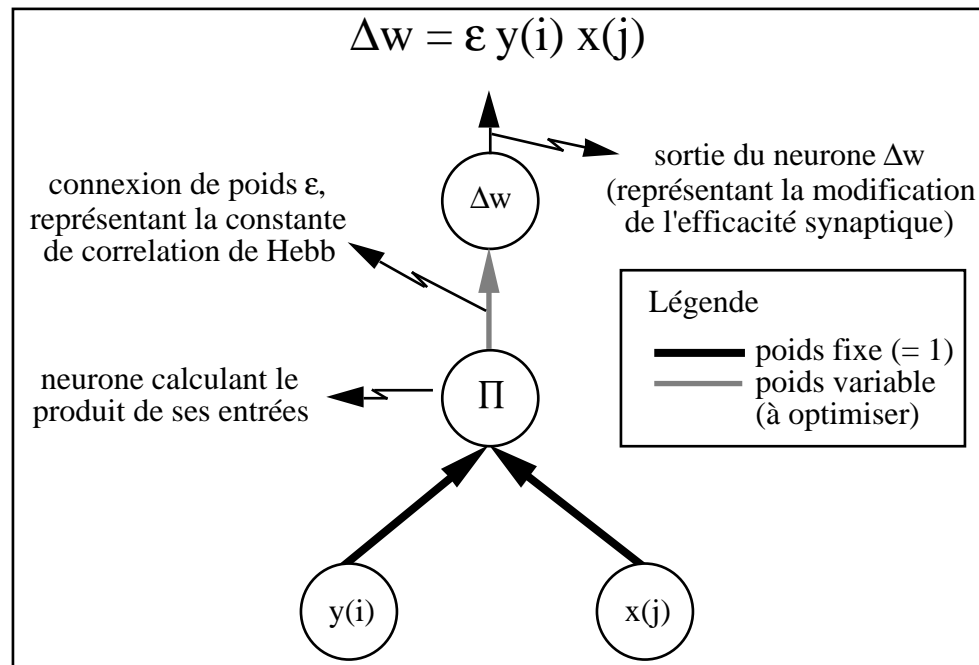 Δw = ε y(i) x(j)
connexion de poids ε,
représentant la constante
de correlation de Hebb
Δw
sortie du neurone Δw
(représentant la modification
de l'efficacité synaptique)
Légende
poids fixe (= 1)
poids variable
(à optimiser)
neurone calculant le
produit de ses entrées
Π
y(i)
x(j)